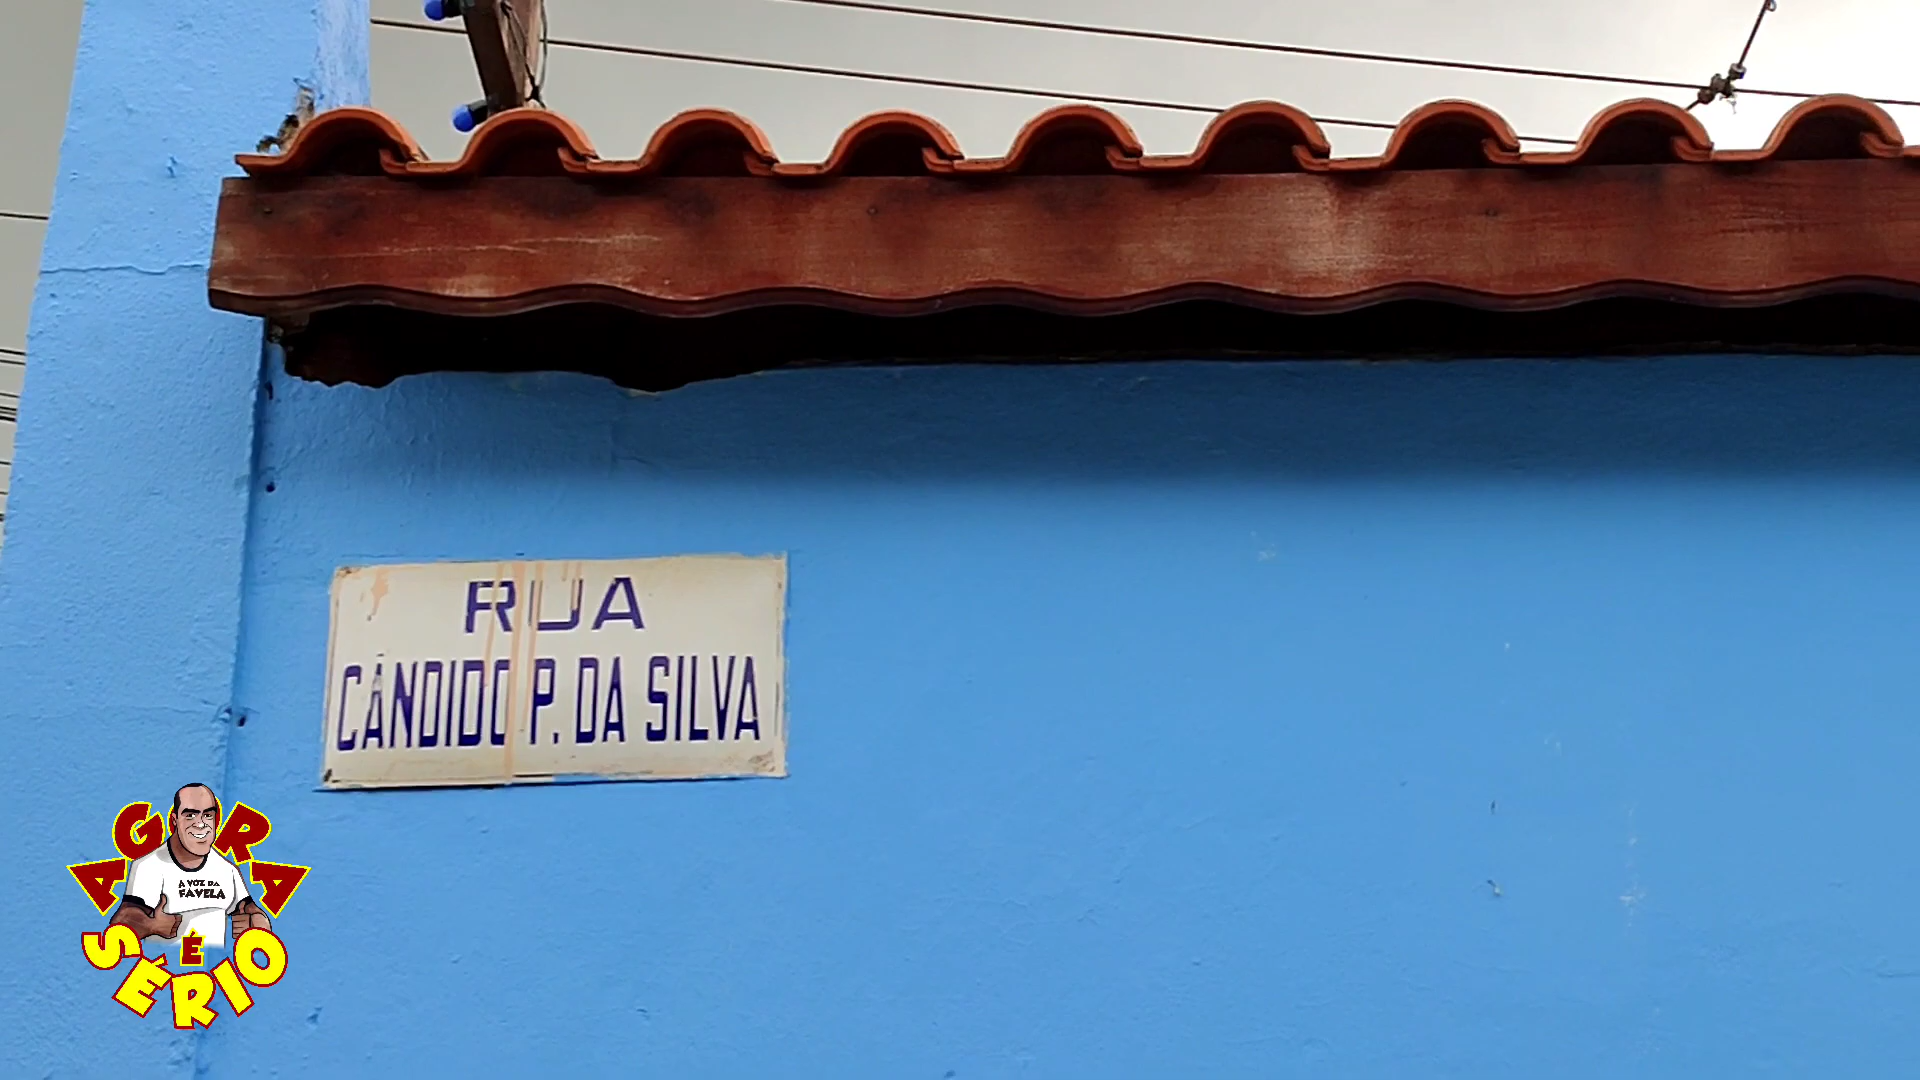 RUA
CÂNDIDO P. DA SILVA
AGORA
A VOZ DA
FAVELA
É
SÉRIO